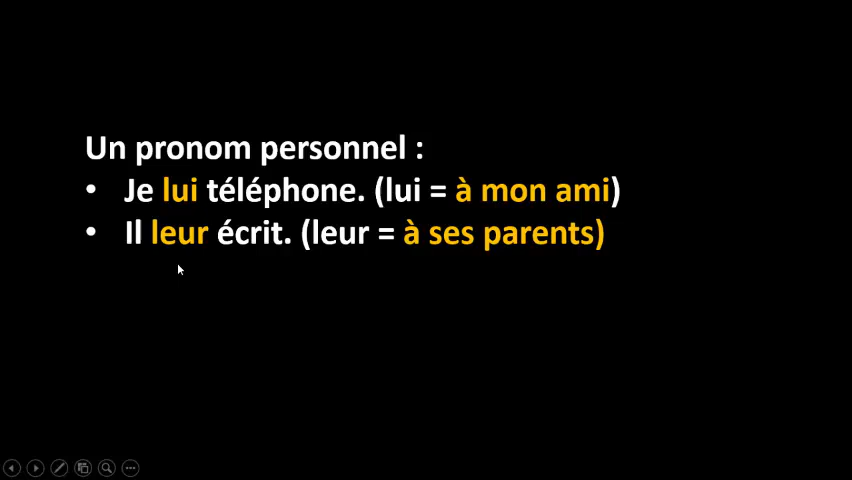 Un pronom personnel :
• Je lui téléphone. (lui = à mon ami)
• Il leur écrit. (leur = à ses parents)